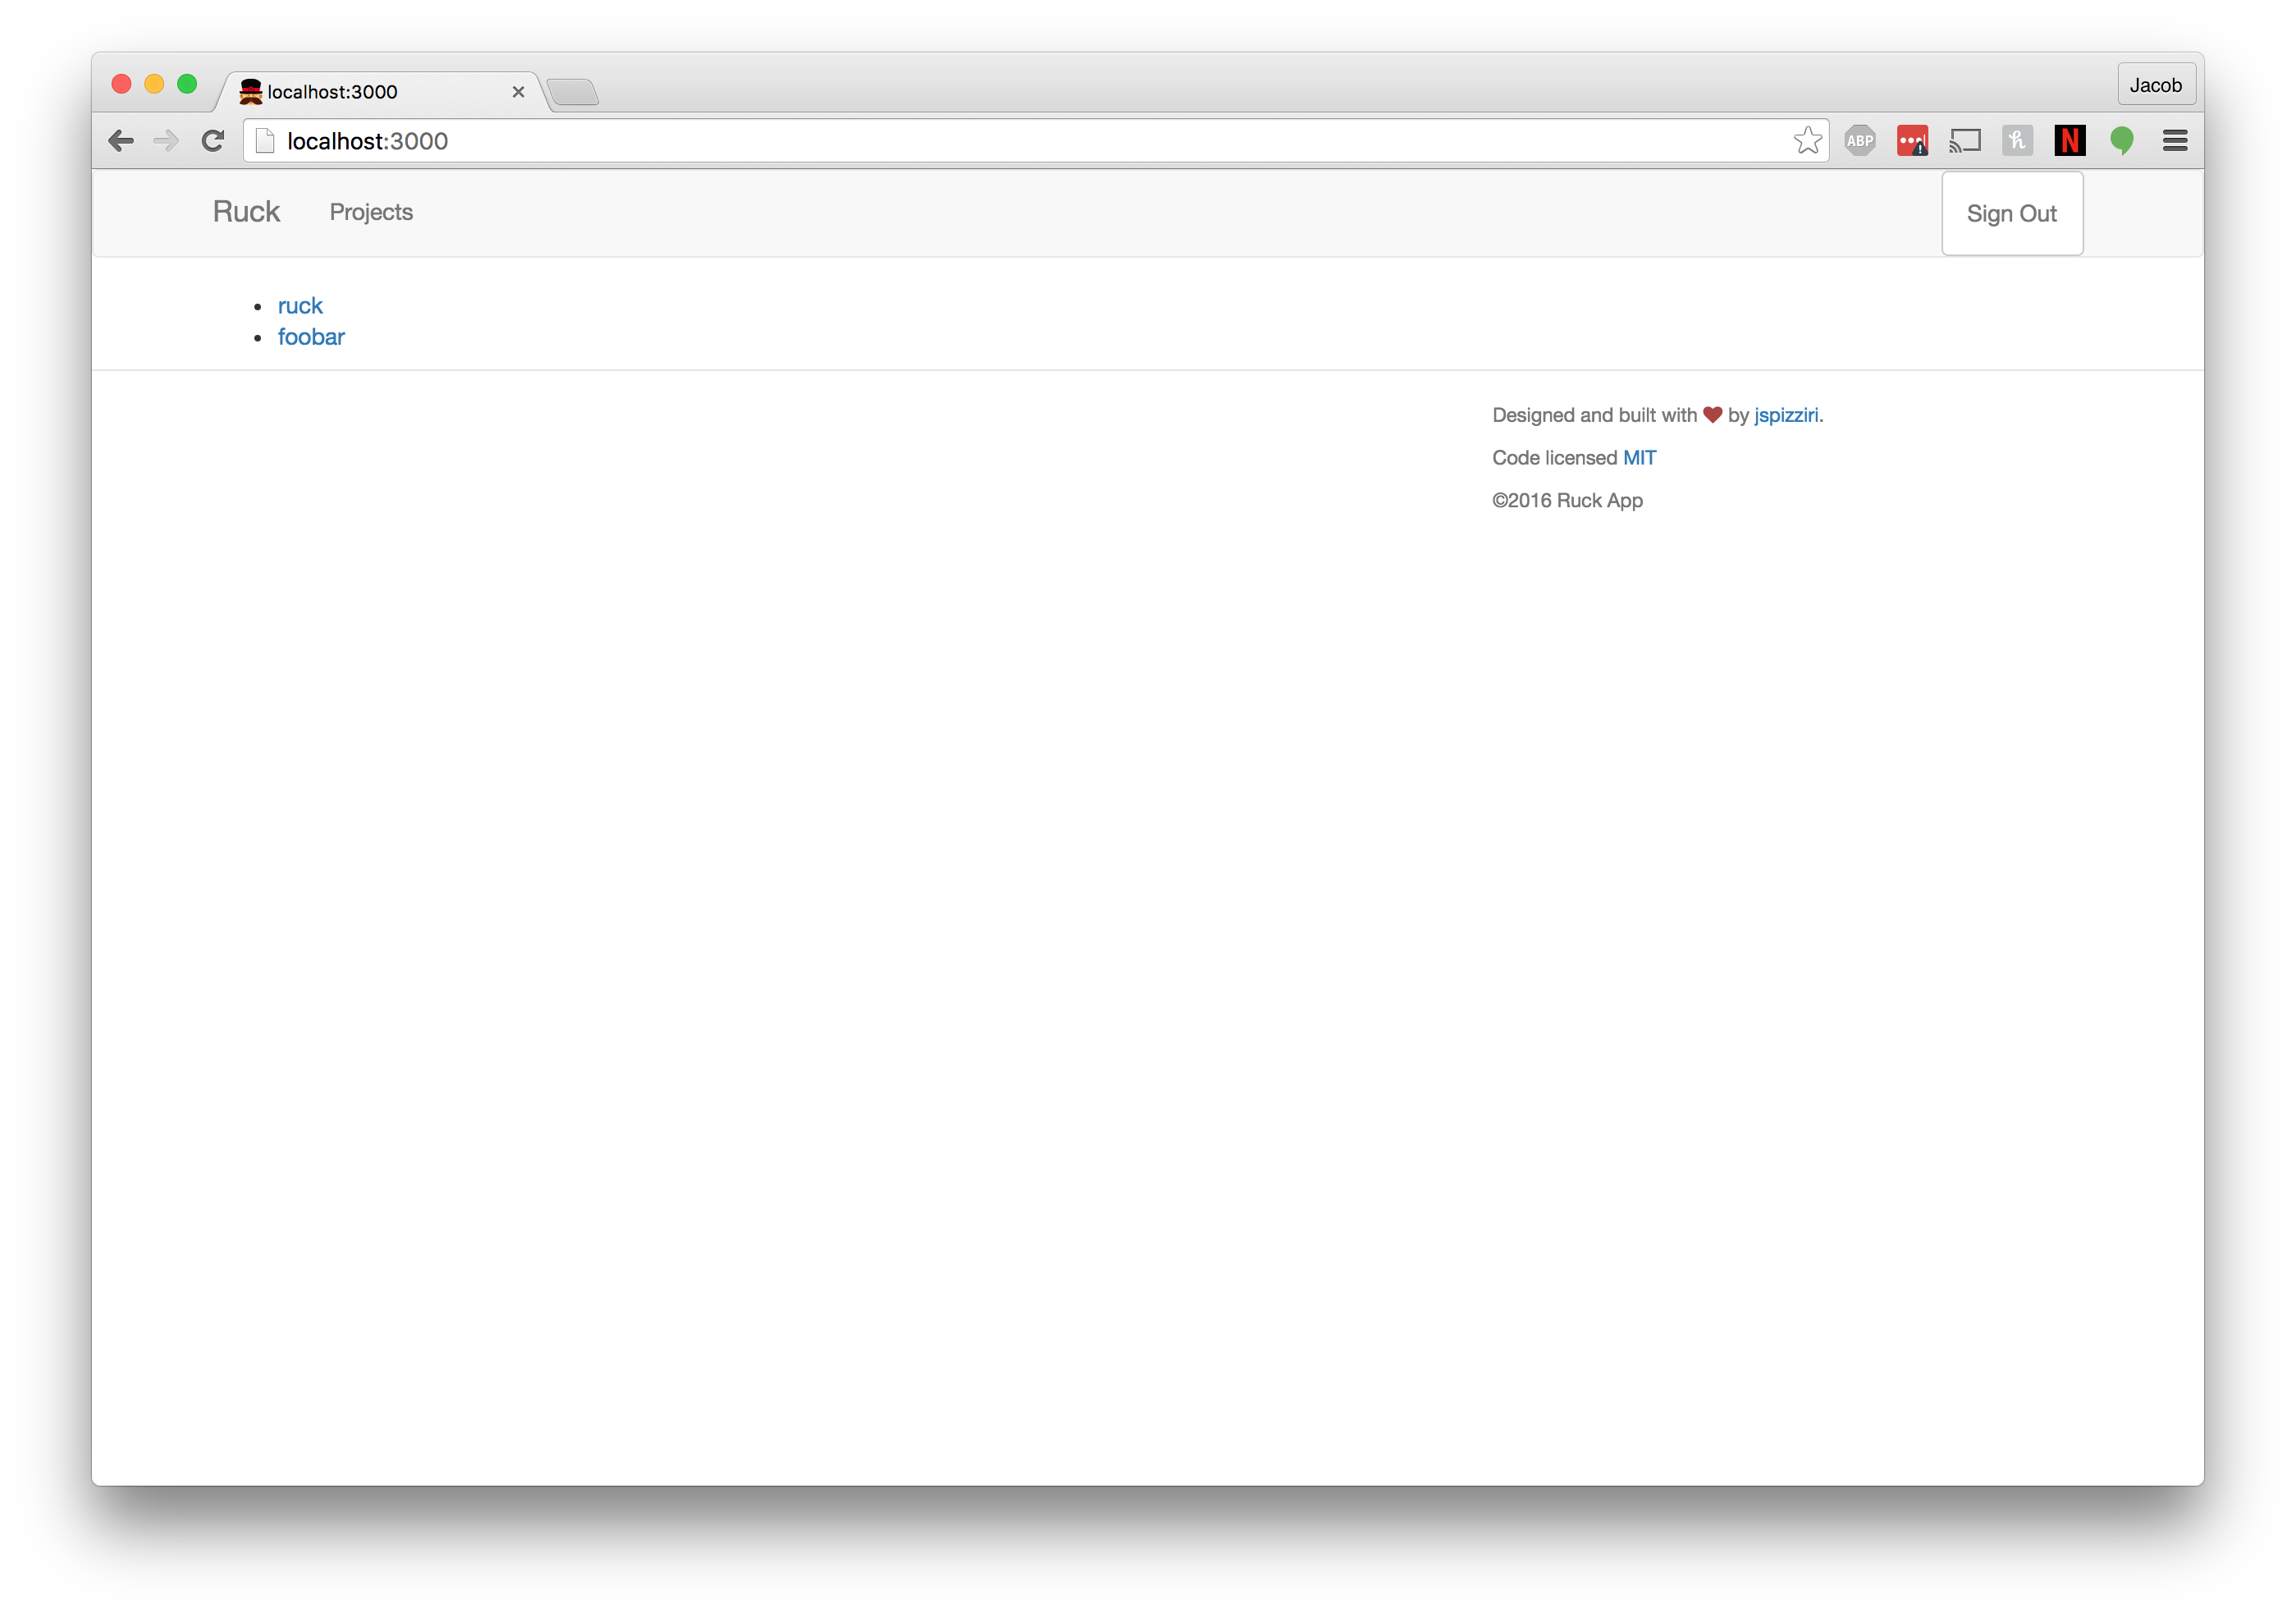 localhost:3000
Jacob
localhost:3000
ABP
N
Ruck Projects Sign Out
ruck
foobar
Designed and built with ❤ by jspizziri.
Code licensed MIT
©2016 Ruck App